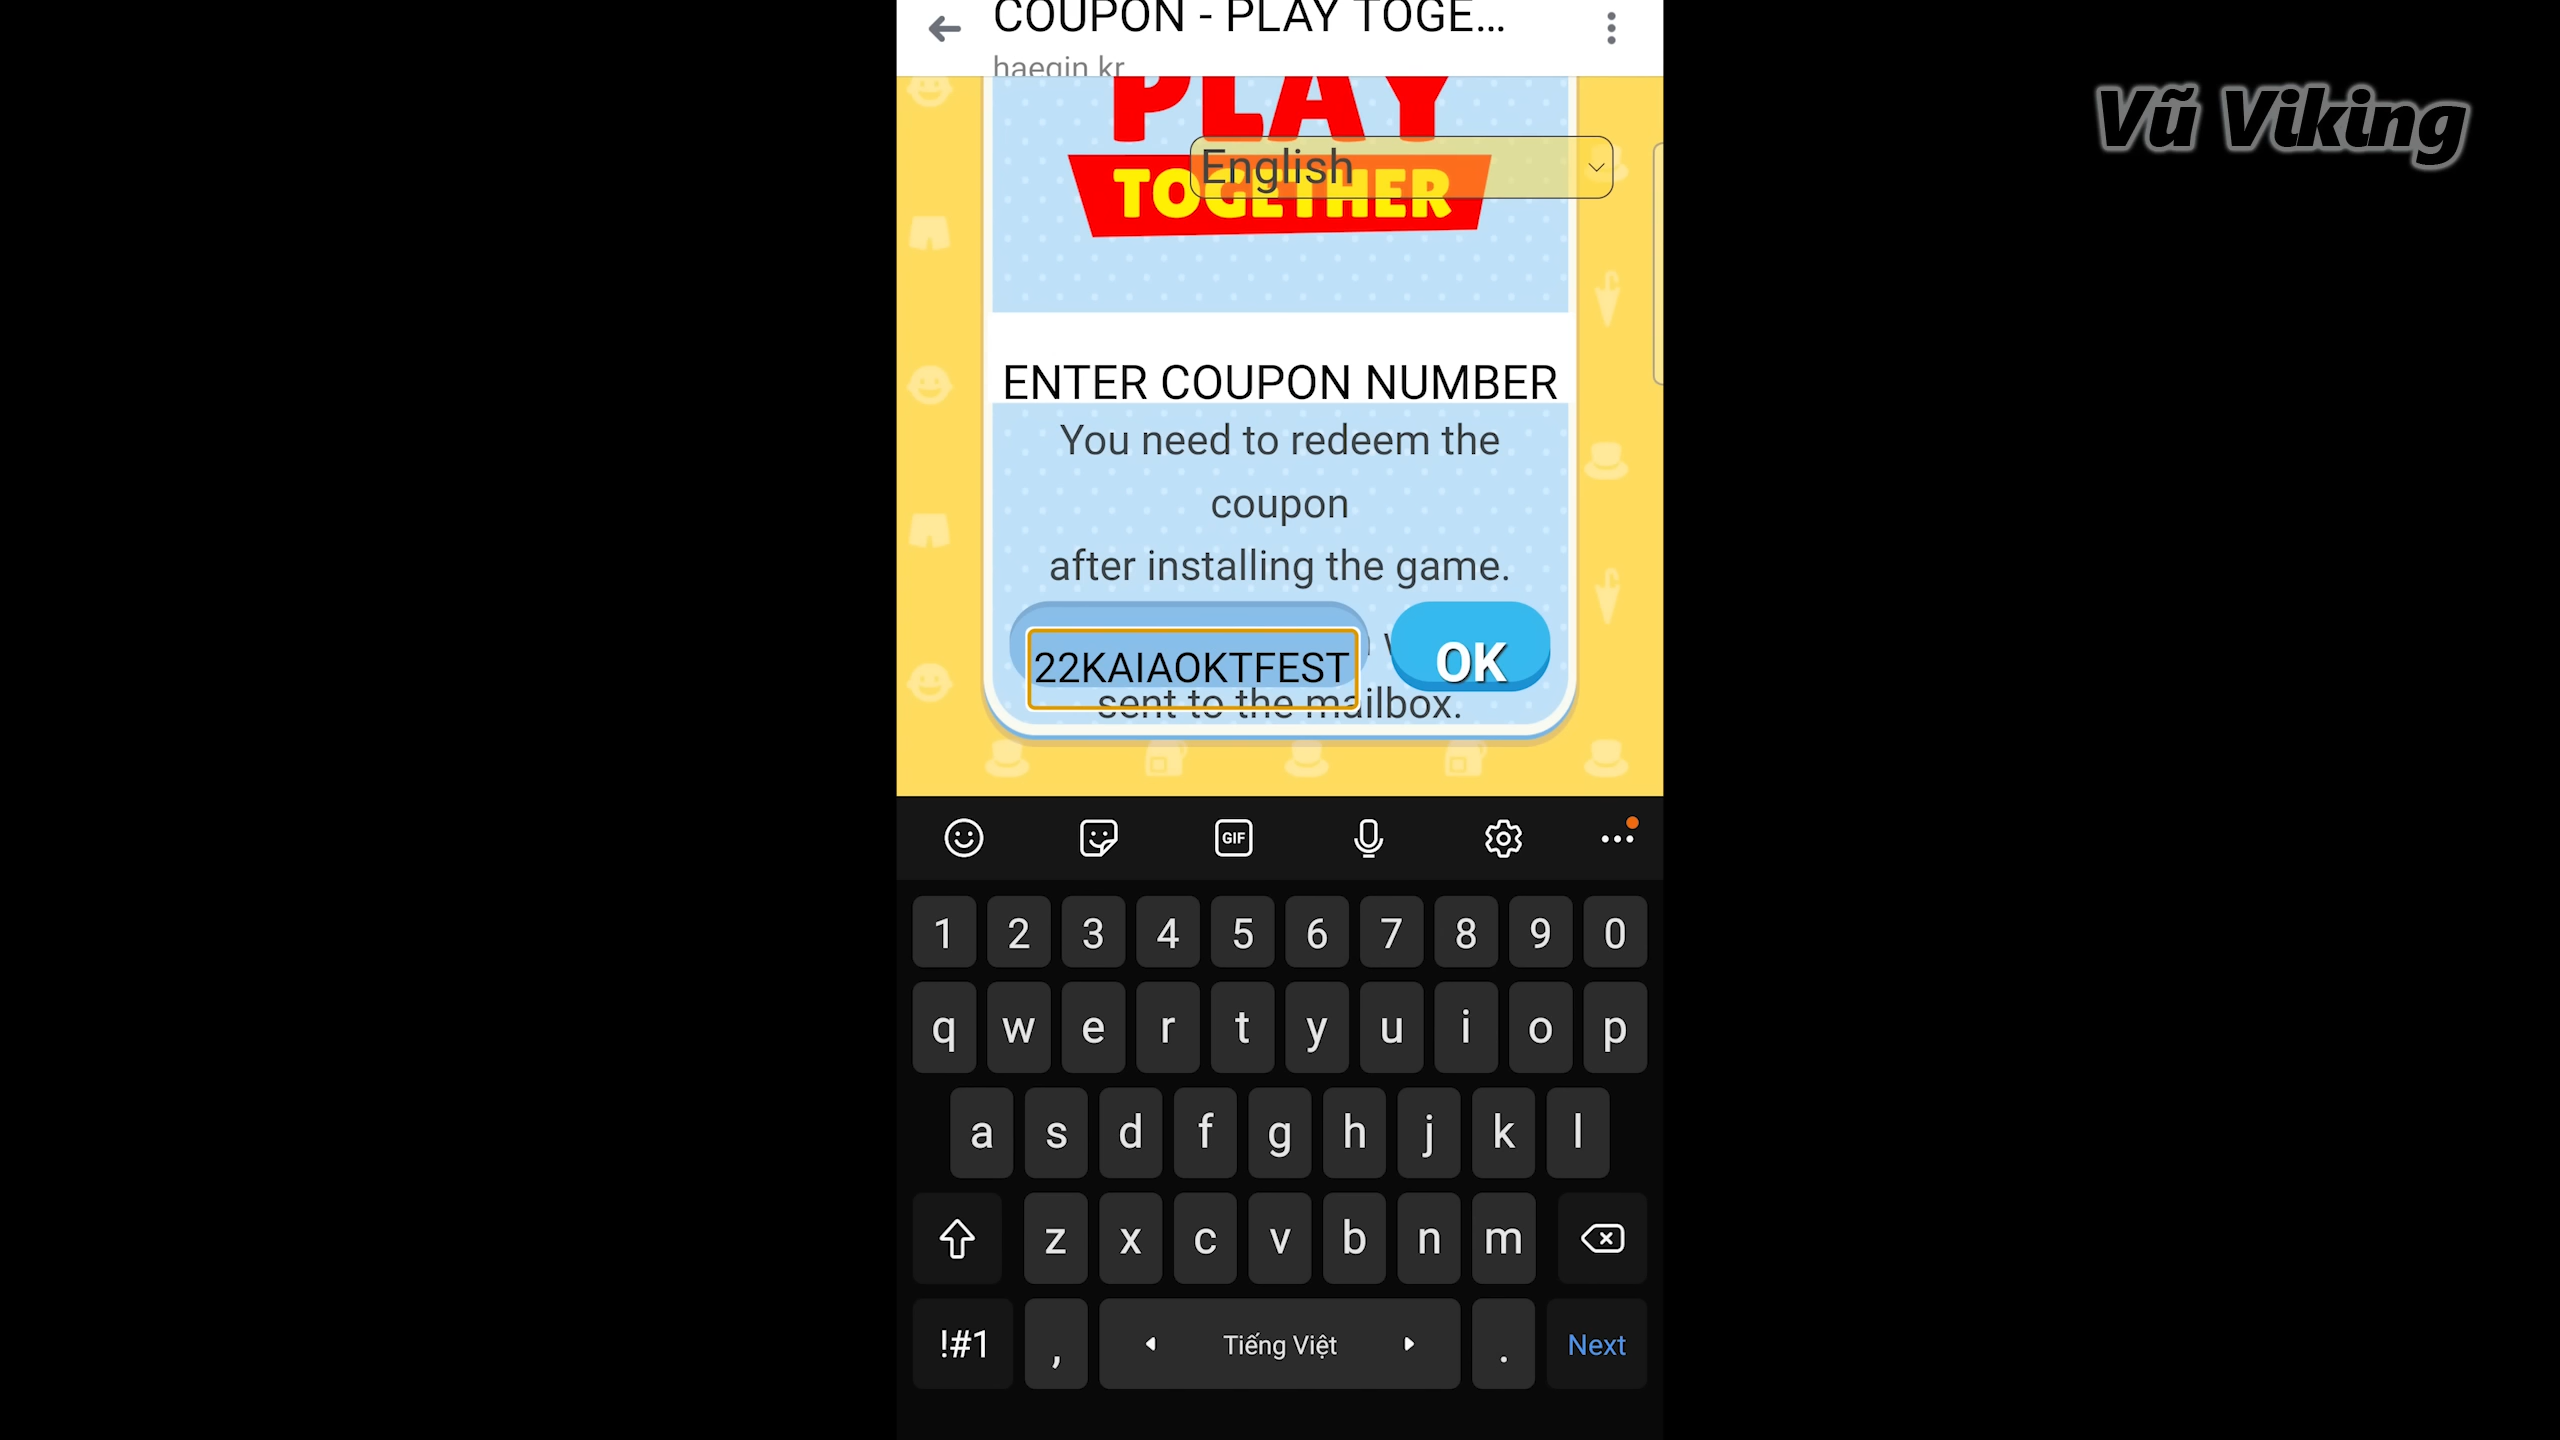 COUPON - PLAY TOGE...
haegin kr
Vũ Viking
PLAY
TOGETHER
English
ENTER COUPON NUMBER
You need to redeem the
coupon
after installing the game.
22KAIAOKTFEST
OK
sent to the mailbox.
GIF
1 2 3 4 5 6 7 8 9 0
q w e r t y u i o p
a s d f g h j k l
z x c v b n m
!#1 , Tiếng Việt . Next